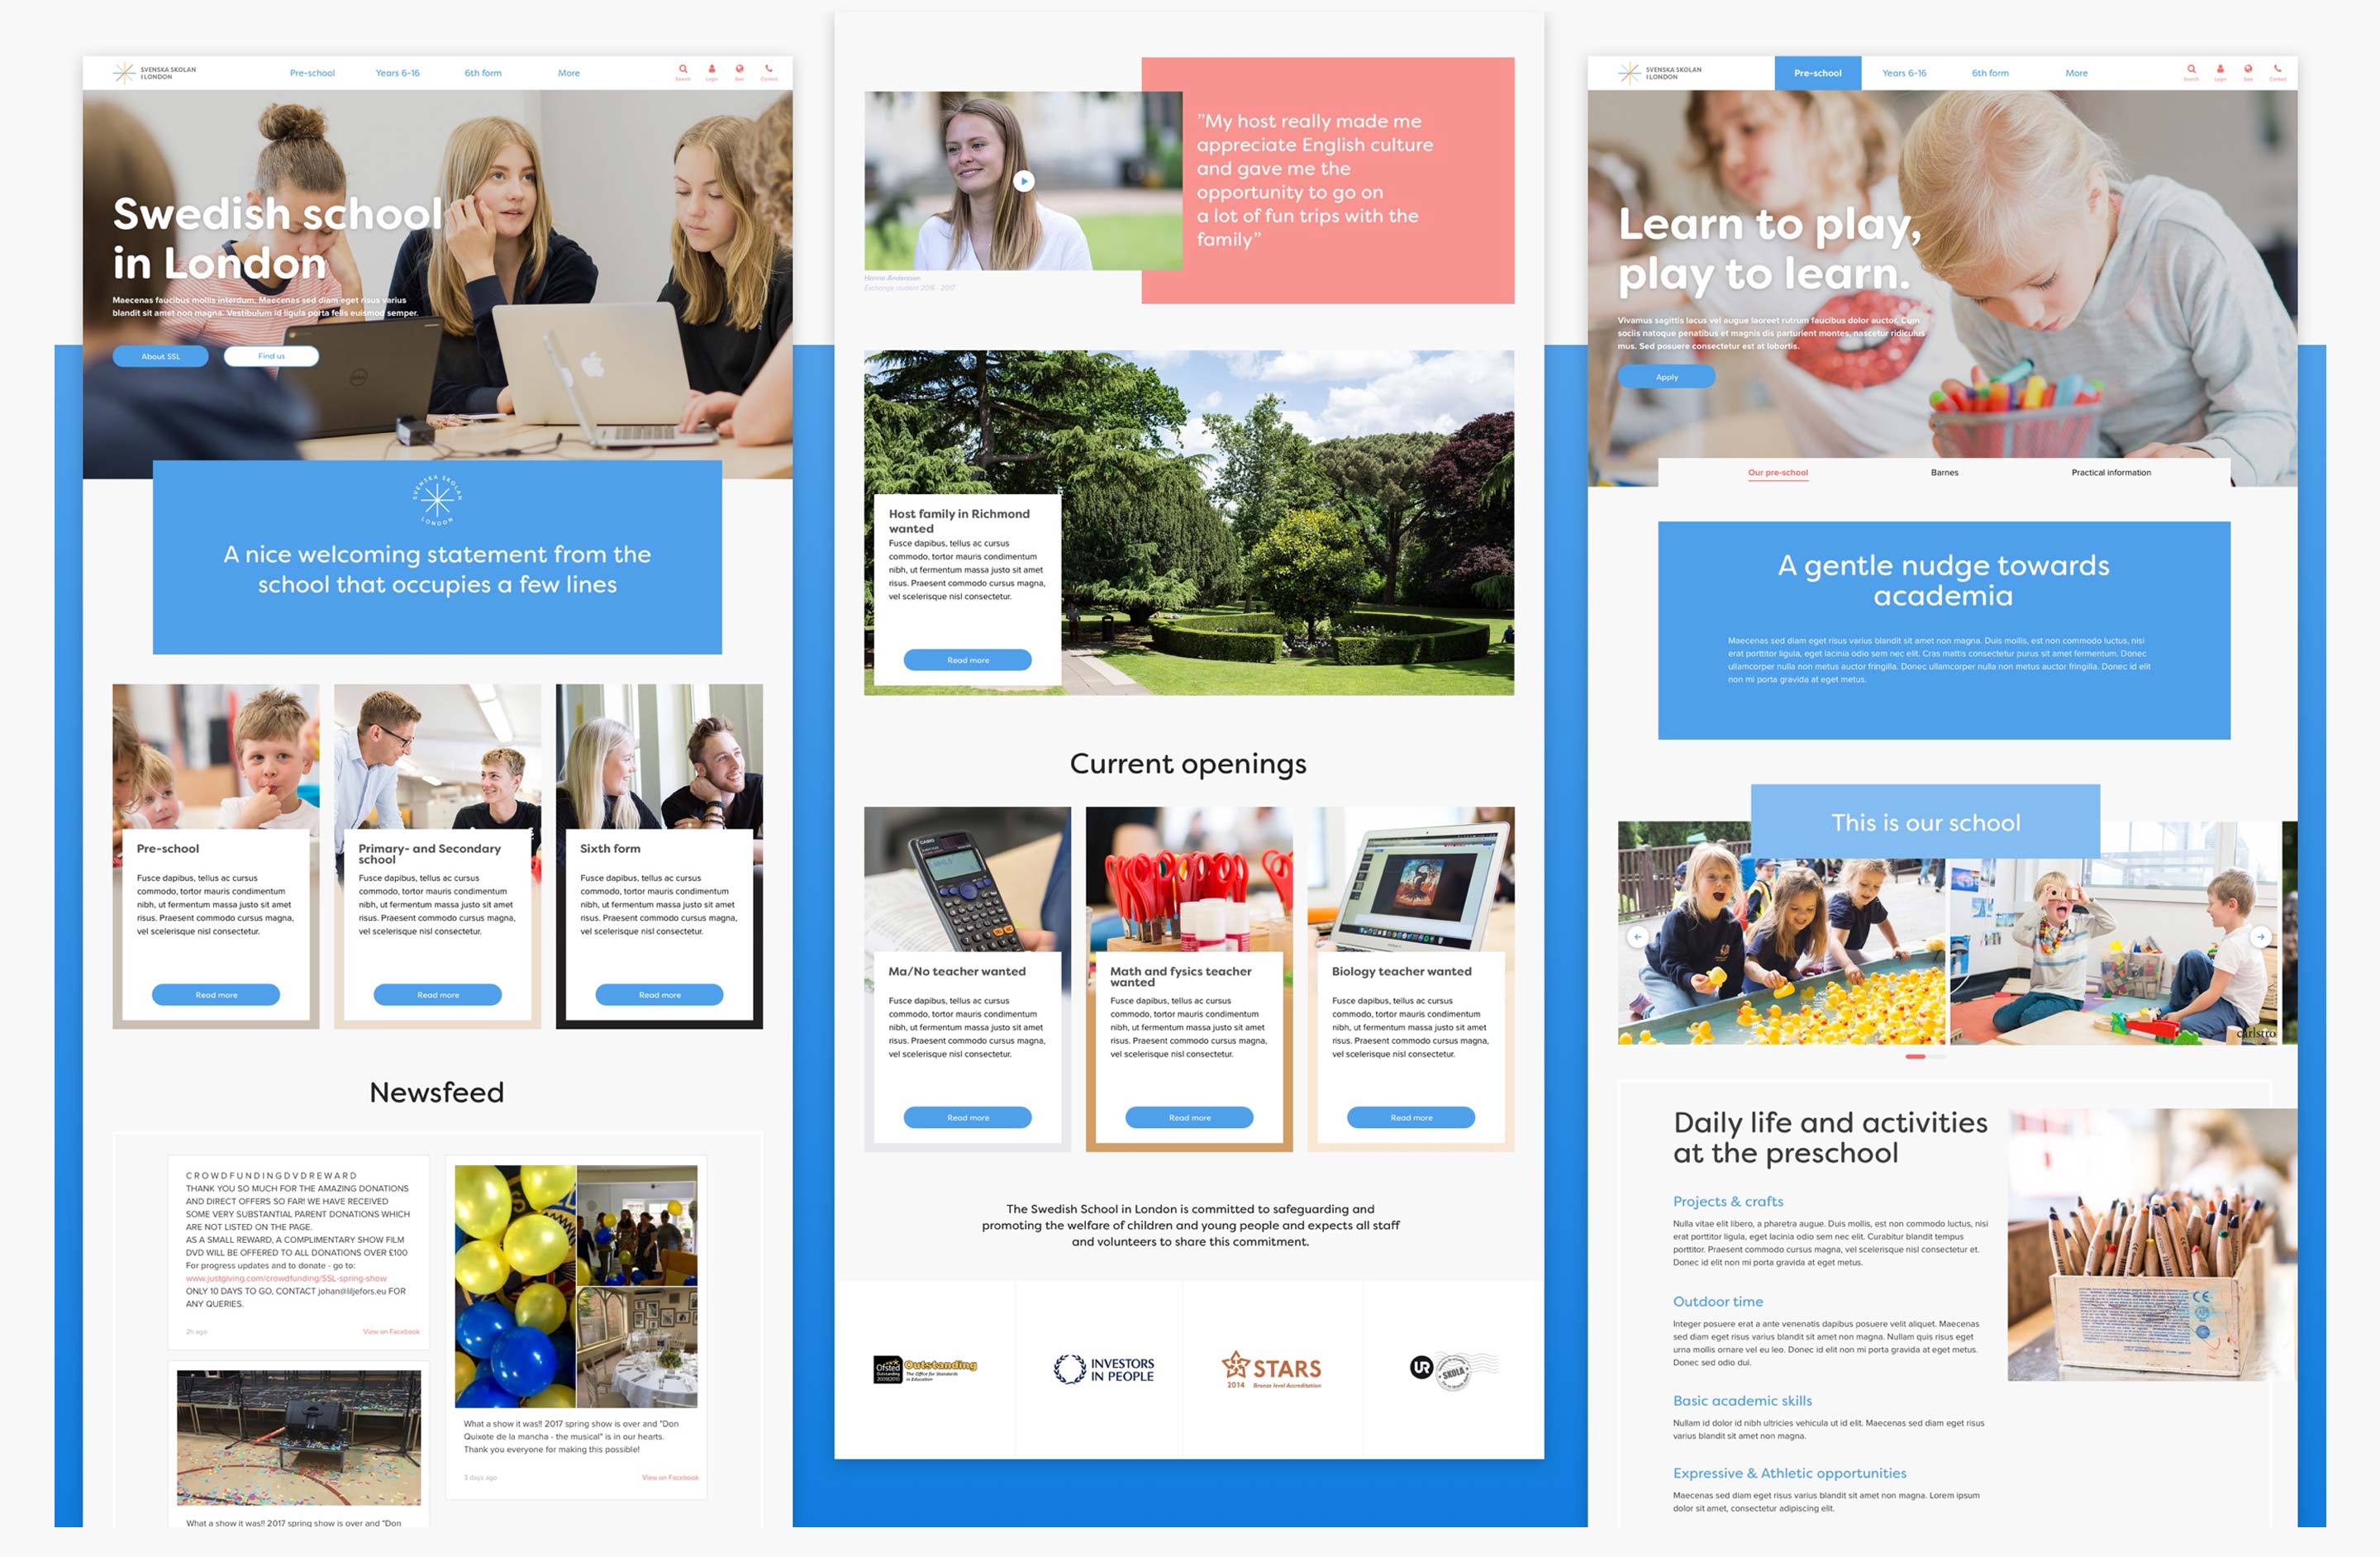 SVENSKA SKOLAN
I LONDON
Pre-school
Years 6-16
6th form
More
Search
Login
Contact
Swedish school
in London
Maecenas faucibus mollis interdum. Maecenas sed diam eget risus varius
blandit sit amet non magna. Vestibulum id ligula porta felis euismod semper.
About SSL
Find us
SVENSKA SKOLAN
LONDON
A nice welcoming statement from the
school that occupies a few lines
Pre-school
Fusce dapibus, tellus ac cursus
commodo, tortor mauris condimentum
nibh, ut fermentum massa justo sit amet
risus. Praesent commodo cursus magna,
vel scelerisque nisl consectetur.
Read more
Primary- and Secondary
school
Fusce dapibus, tellus ac cursus
commodo, tortor mauris condimentum
nibh, ut fermentum massa justo sit amet
risus. Praesent commodo cursus magna,
vel scelerisque nisl consectetur.
Read more
Sixth form
Fusce dapibus, tellus ac cursus
commodo, tortor mauris condimentum
nibh, ut fermentum massa justo sit amet
risus. Praesent commodo cursus magna,
vel scelerisque nisl consectetur.
Read more
Newsfeed
CROWDFUNDINGDVDREWARD
THANK YOU SO MUCH FOR THE AMAZING DONATIONS
AND DIRECT OFFERS SO FAR! WE HAVE RECEIVED
SOME VERY SUBSTANTIAL PARENT DONATIONS WHICH
ARE NOT LISTED ON THE PAGE.
AS A SMALL REWARD, A COMPLIMENTARY SHOW FILM
DVD WILL BE OFFERED TO ALL DONATIONS OVER £100
For progress updates and to donate - go to:
www.justgiving.com/crowdfunding/SSL-spring-show
ONLY 10 DAYS TO GO, CONTACT johan@liljefors.eu FOR
ANY QUERIES.
2h ago
View on Facebook
What a show it was!! 2017 spring show is over and "Don
What a show it was!! 2017 spring show is over and "Don
Quixote de la mancha - the musical" is in our hearts.
Thank you everyone for making this possible!
3 days ago
View on Facebook
"My host really made me
appreciate English culture
and gave me the
opportunity to go on
a lot of fun trips with the
family"
Hanna Andersson
Exchange student 2016 - 2017
Host family in Richmond
wanted
Fusce dapibus, tellus ac cursus
commodo, tortor mauris condimentum
nibh, ut fermentum massa justo sit amet
risus. Praesent commodo cursus magna,
vel scelerisque nisl consectetur.
Read more
Current openings
CASIO
Ma/No teacher wanted
Fusce dapibus, tellus ac cursus
commodo, tortor mauris condimentum
nibh, ut fermentum massa justo sit amet
risus. Praesent commodo cursus magna,
vel scelerisque nisl consectetur.
Read more
Math and fysics teacher
wanted
Fusce dapibus, tellus ac cursus
commodo, tortor mauris condimentum
nibh, ut fermentum massa justo sit amet
risus. Praesent commodo cursus magna,
vel scelerisque nisl consectetur.
Read more
Biology teacher wanted
Fusce dapibus, tellus ac cursus
commodo, tortor mauris condimentum
nibh, ut fermentum massa justo sit amet
risus. Praesent commodo cursus magna,
vel scelerisque nisl consectetur.
Read more
The Swedish School in London is committed to safeguarding and
promoting the welfare of children and young people and expects all staff
and volunteers to share this commitment.
Ofsted
Outstanding
Outstanding
The Office for Standards
in Education
INVESTORS
IN PEOPLE
STARS
2014 Bronze level Accreditation
UR
SKOLA
SVENSKA SKOLAN
I LONDON
Pre-school
Years 6-16
6th form
More
Search
Login
Contact
Learn to play,
play to learn.
Vivamus sagittis lacus vel augue laoreet rutrum faucibus dolor auctor. Cum
sociis natoque penatibus et magnis dis parturient montes, nascetur ridiculus
mus. Sed posuere consectetur est at lobortis.
Apply
Our pre-school
Barnes
Practical information
A gentle nudge towards
academia
Maecenas sed diam eget risus varius blandit sit amet non magna. Duis mollis, est non commodo luctus, nisi
erat porttitor ligula, eget lacinia odio sem nec elit. Cras mattis consectetur purus sit amet fermentum. Donec
ullamcorper nulla non metus auctor fringilla. Donec ullamcorper nulla non metus auctor fringilla. Donec id elit
non mi porta gravida at eget metus.
This is our school
carlstro
Daily life and activities
at the preschool
Projects & crafts
Nulla vitae elit libero, a pharetra augue. Duis mollis, est non commodo luctus, nisi
erat porttitor ligula, eget lacinia odio sem nec elit. Curabitur blandit tempus
porttitor. Praesent commodo cursus magna, vel scelerisque nisl consectetur et.
Donec id elit non mi porta gravida at eget metus.
Outdoor time
Integer posuere erat a ante venenatis dapibus posuere velit aliquet. Maecenas
sed diam eget risus varius blandit sit amet non magna. Nullam quis risus eget
urna mollis ornare vel eu leo. Donec id elit non mi porta gravida at eget metus.
Donec sed odio dui.
Basic academic skills
Nullam id dolor id nibh ultricies vehicula ut id elit. Maecenas sed diam eget risus
varius blandit sit amet non magna.
Expressive & Athletic opportunities
Maecenas sed diam eget risus varius blandit sit amet non magna. Lorem ipsum
dolor sit amet, consectetur adipiscing elit.
CE